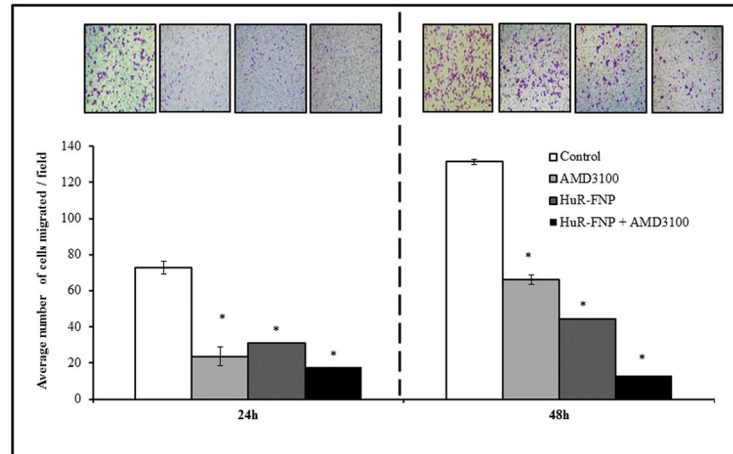 140
120
100
80
60
40
20
0
Average number of cells migrated / field
Control
AMD3100
HuR-FNP
HuR-FNP + AMD3100
*
*
*
*
*
*
24h
48h